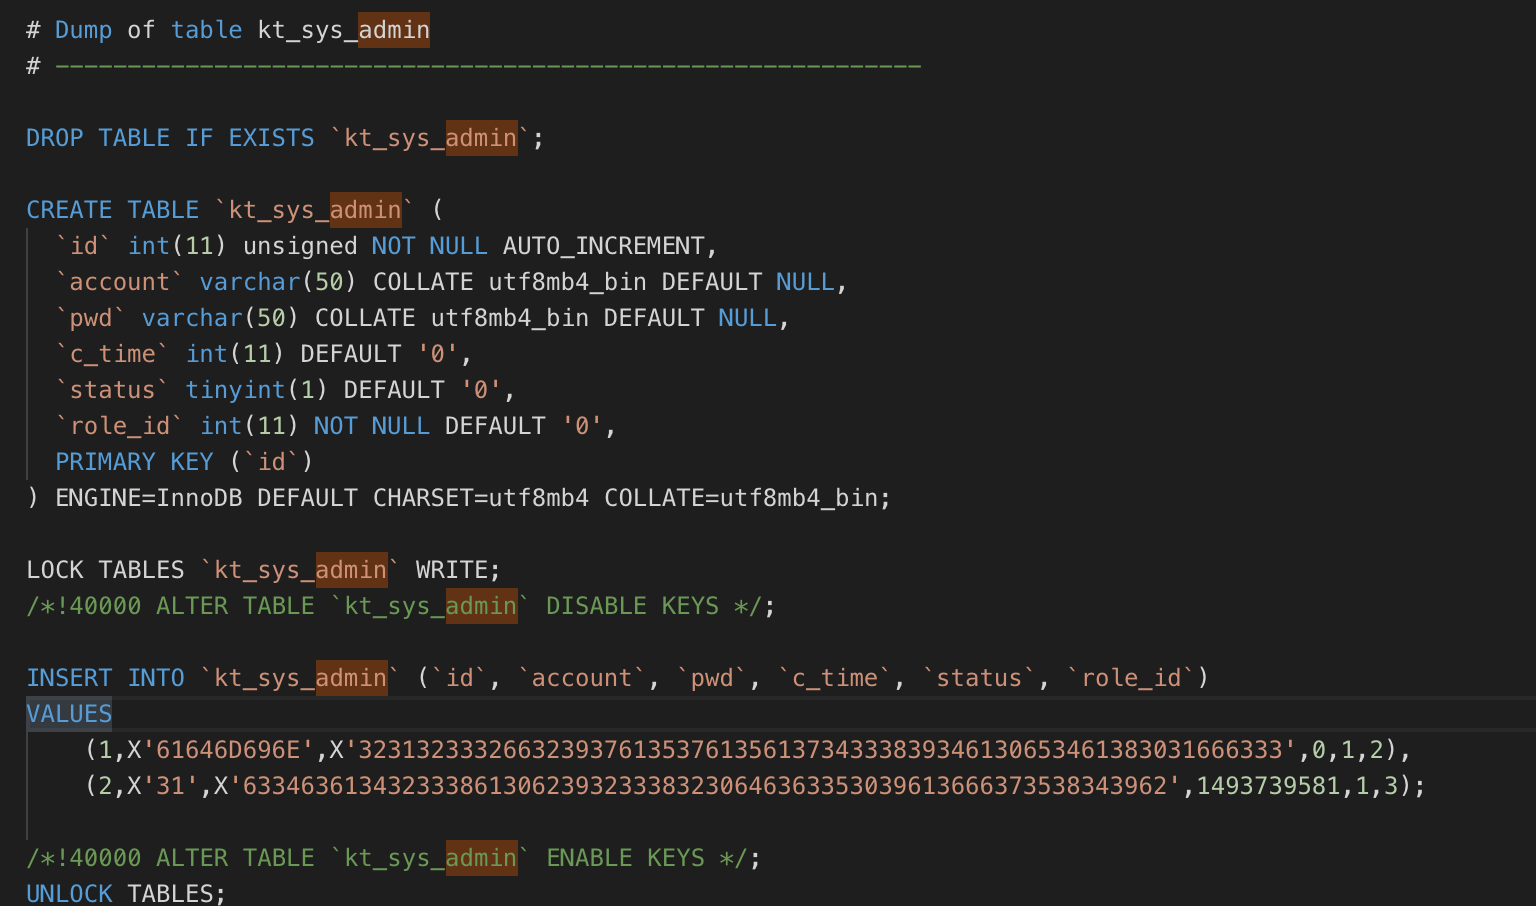 # Dump of table kt_sys_admin
# ------------------------------------------------------------
DROP TABLE IF EXISTS `kt_sys_admin`;
CREATE TABLE `kt_sys_admin` (
`id` int(11) unsigned NOT NULL AUTO_INCREMENT,
`account` varchar(50) COLLATE utf8mb4_bin DEFAULT NULL,
`pwd` varchar(50) COLLATE utf8mb4_bin DEFAULT NULL,
`c_time` int(11) DEFAULT '0',
`status` tinyint(1) DEFAULT '0',
`role_id` int(11) NOT NULL DEFAULT '0',
PRIMARY KEY (`id`)
) ENGINE=InnoDB DEFAULT CHARSET=utf8mb4 COLLATE=utf8mb4_bin;
LOCK TABLES `kt_sys_admin` WRITE;
/*!40000 ALTER TABLE `kt_sys_admin` DISABLE KEYS */;
INSERT INTO `kt_sys_admin` (`id`, `account`, `pwd`, `c_time`, `status`, `role_id`)
VALUES
(1,X'61646D696E',X'3231323332663239376135376135613734333839346130653461383031666333',0,1,2),
(2,X'31',X'6334636134323338613062393233383230646363353039613666373538343962',1493739581,1,3);
/*!40000 ALTER TABLE `kt_sys_admin` ENABLE KEYS */;
UNLOCK TABLES;